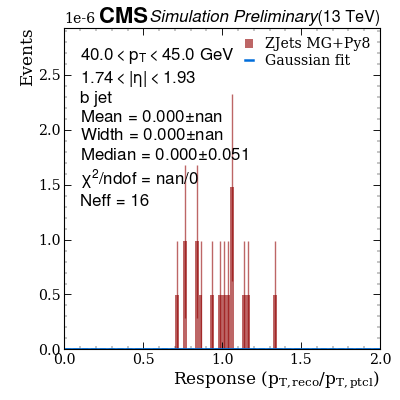 1e-6 CMS Simulation Preliminary (13 TeV)
Events
40.0 < pT < 45.0 GeV
1.74 < |η| < 1.93
b jet
Mean = 0.000±nan
Width = 0.000±nan
Median = 0.000±0.051
χ²/ndof = nan/0
Neff = 16
ZJets MG+Py8
Gaussian fit
2.5
2.0
1.5
1.0
0.5
0.0
0.0 0.5 1.0 1.5 2.0
Response (pT,reco/pT,ptcl)